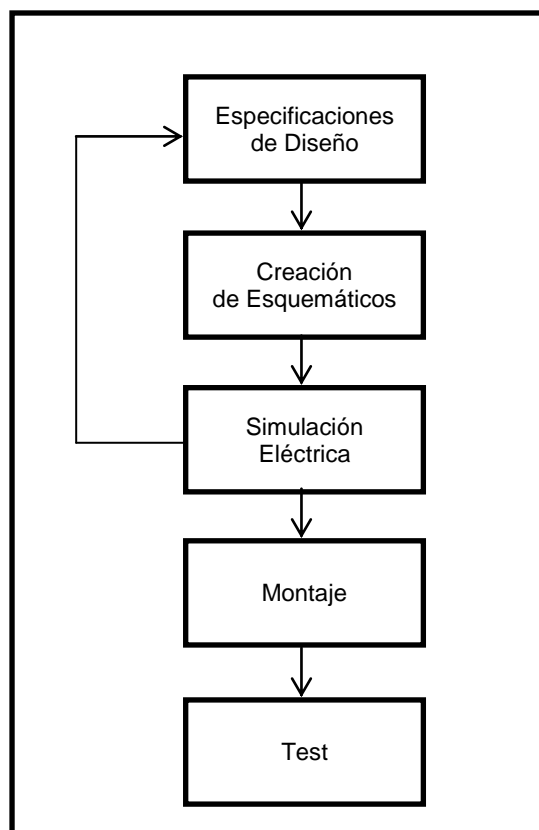 Especificaciones
de Diseño
Creación
de Esquemáticos
Simulación
Eléctrica
Montaje
Test